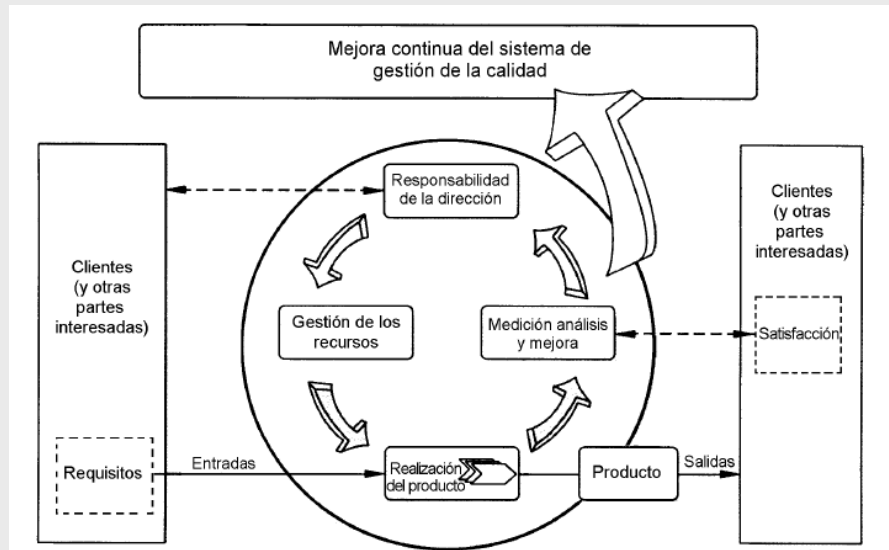 Mejora continua del sistema de
gestión de la calidad
Responsabilidad
de la dirección
Clientes
(y otras
partes
interesadas)
Clientes
(y otras
partes
interesadas)
Gestión de los
recursos
Medición análisis
y mejora
Satisfacción
Requisitos
Entradas
Realización
del producto
Producto
Salidas